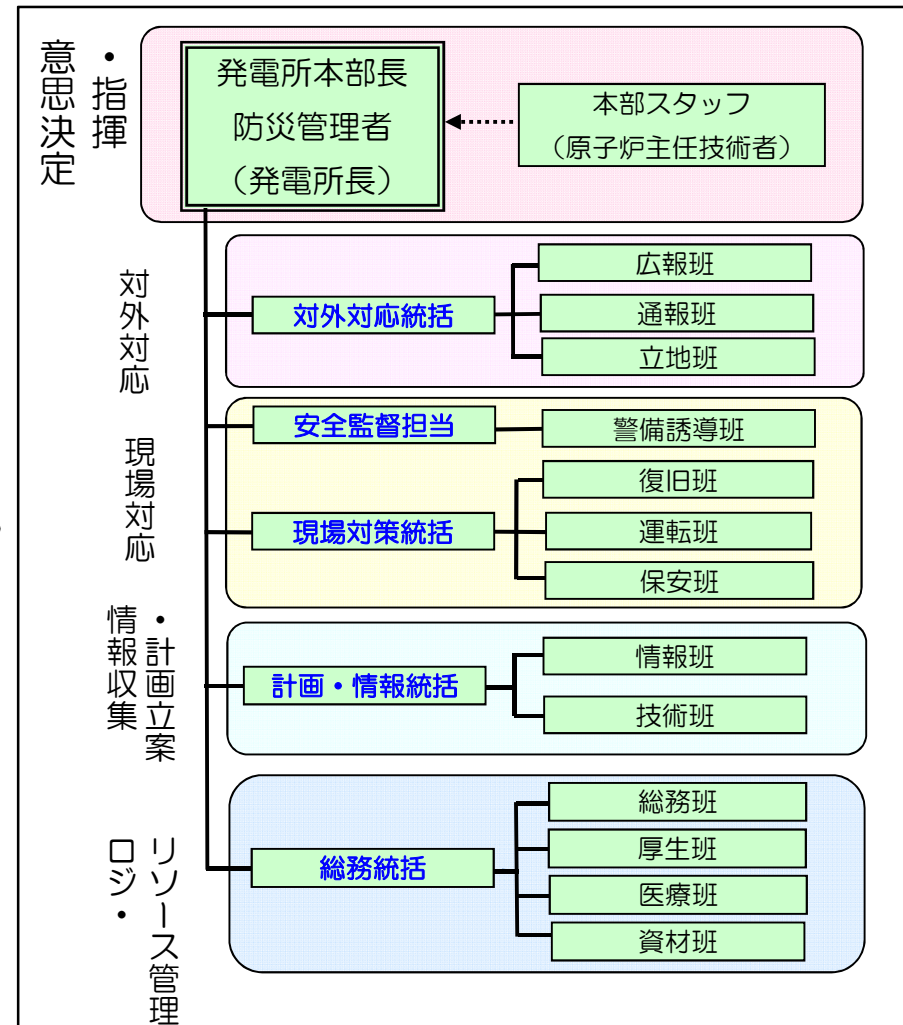 意思決定
・指揮
発電所本部長
防災管理者
（発電所長）
本部スタッフ
（原子炉主任技術者）
対外対応
対外対応統括
広報班
通報班
立地班
現場対応
安全監督担当
警備誘導班
現場対策統括
復旧班
運転班
保安班
情報収集
・計画立案
計画・情報統括
情報班
技術班
ロジ・
リソース管理
総務統括
総務班
厚生班
医療班
資材班